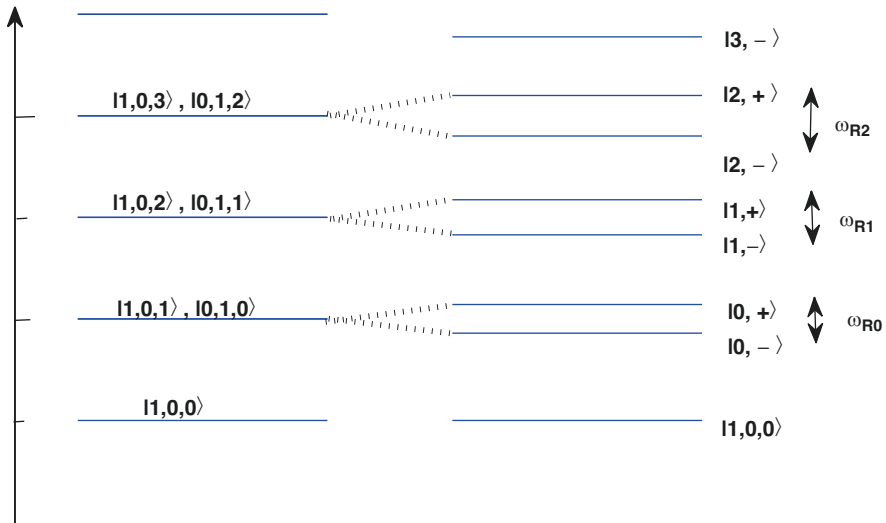 |3, − ⟩
|1,0,3⟩ , |0,1,2⟩
|2, + ⟩
ωR2
|2, − ⟩
|1,0,2⟩ , |0,1,1⟩
|1,+⟩
ωR1
|1,−⟩
|1,0,1⟩ , |0,1,0⟩
|0, +⟩
ωR0
|0, − ⟩
|1,0,0⟩
|1,0,0⟩